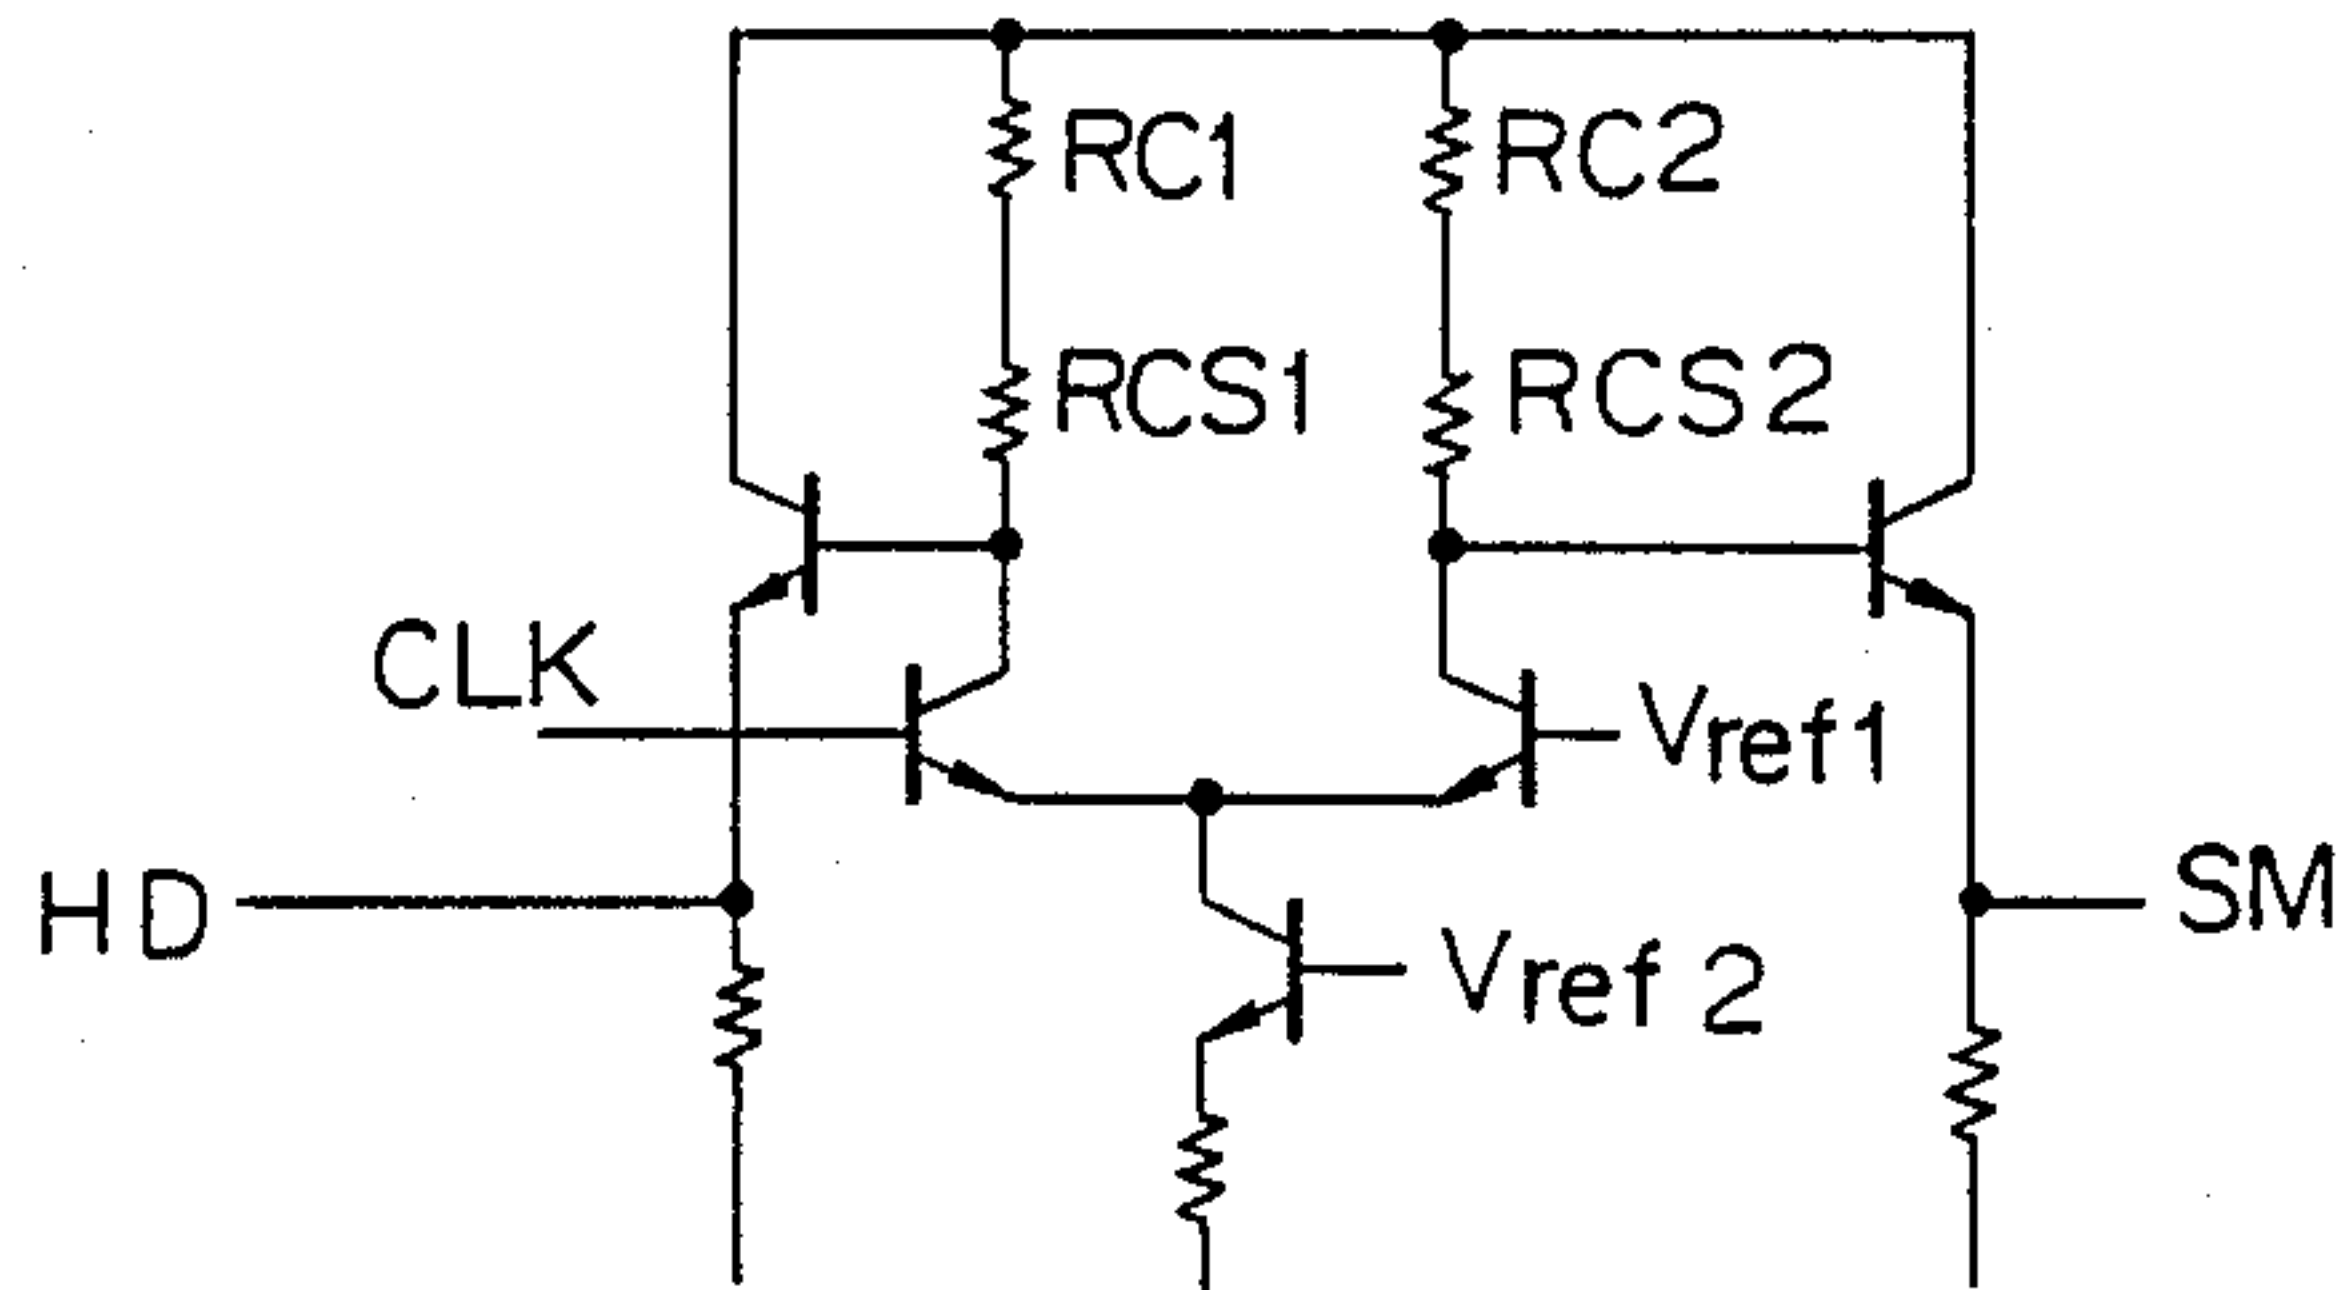 RC1
RC2
RCS1
RCS2
CLK
Vref1
HD
SM
Vref 2